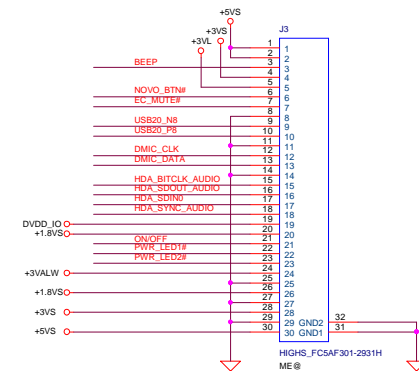 +5VS
+3VS
+3VL
J3
1 1
2 2
BEEP 3 3
4 4
5 5
NOVO_BTN# 6 6
EC_MUTE# 7 7
8 8
USB20_N8 9 9
USB20_P8 10 10
11 11
DMIC_CLK 12 12
DMIC_DATA 13 13
14 14
HDA_BITCLK_AUDIO 15 15
HDA_SDOUT_AUDIO 16 16
HDA_SDIN0 17 17
HDA_SYNC_AUDIO 18 18
DVDD_IO 19 19
+1.8VS 20 20
ON/OFF 21 21
PWR_LED1# 22 22
PWR_LED2# 23 23
+3VALW 24 24
25 25
+1.8VS 26 26
27 27
+3VS 28 28
29 29 GND2 32
+5VS 30 30 GND1 31
HIGHS_FC5AF301-2931H
ME@